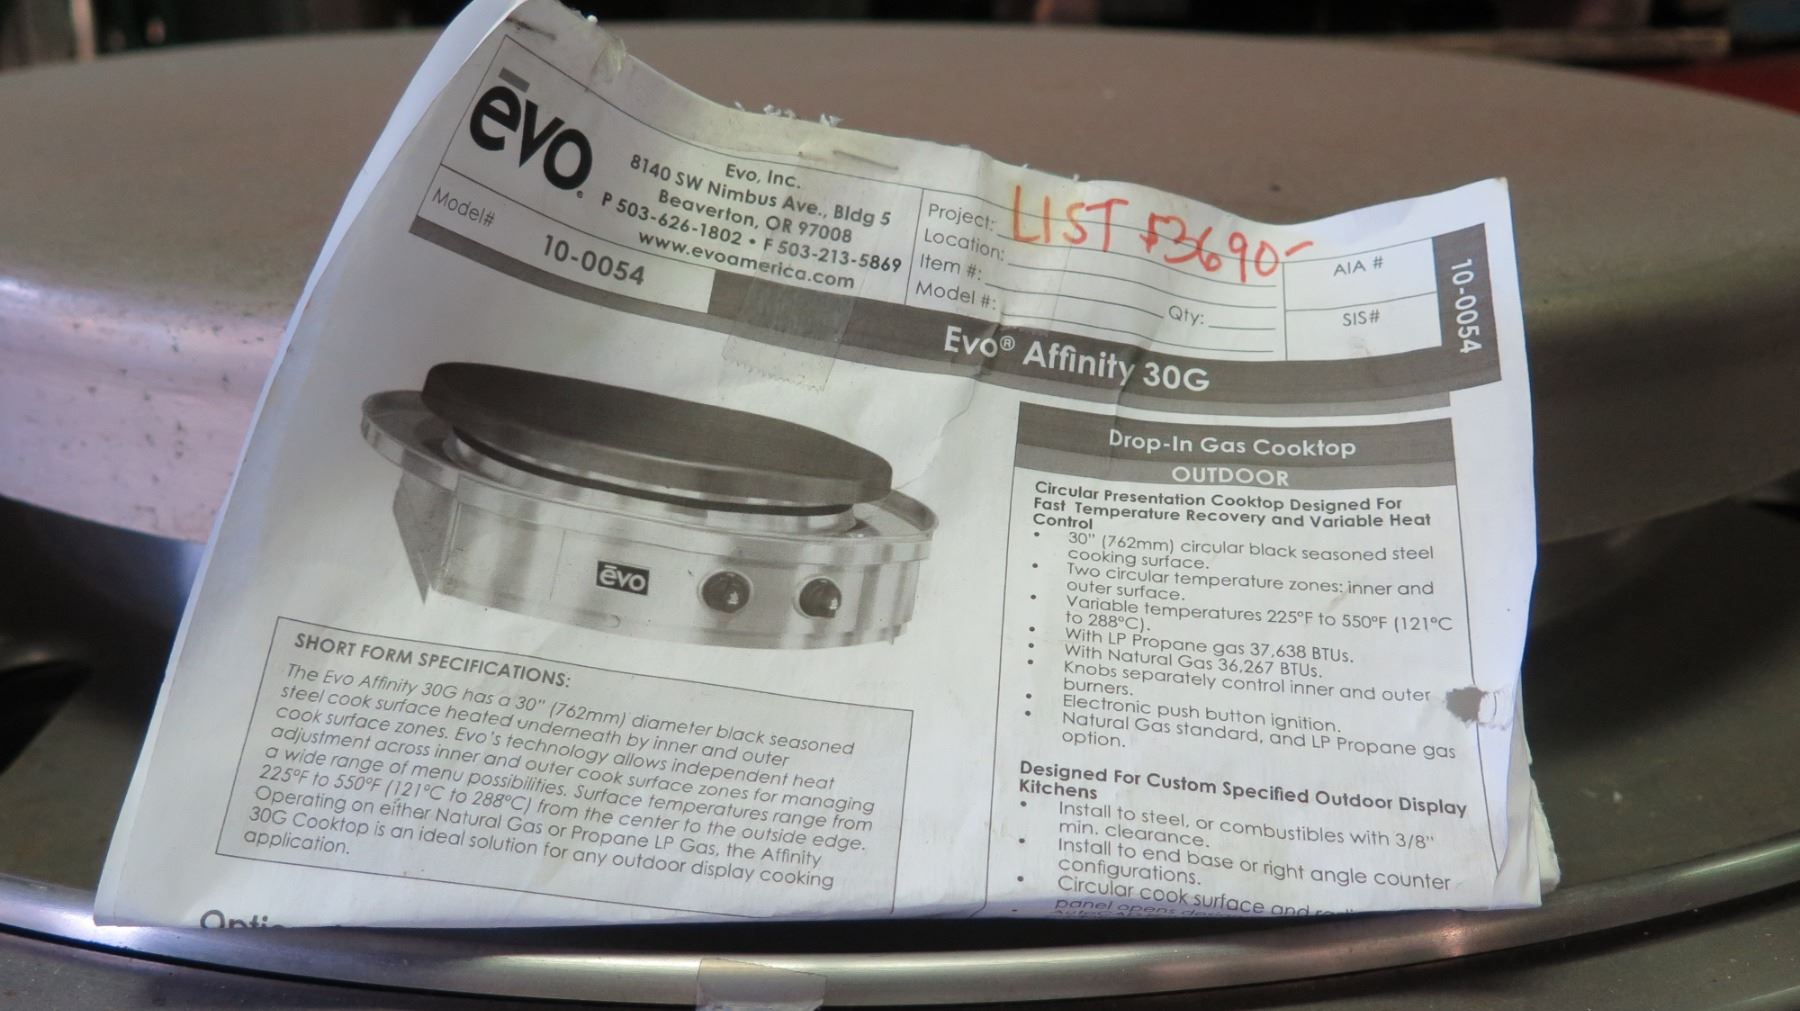 ēvo
Evo, Inc.
8140 SW Nimbus Ave., Bldg 5
Beaverton, OR 97008
P 503-626-1802 • F 503-213-5869
www.evoamerica.com
Project:
LIST $3690-
Location:
Item #:
Model #:
Qty:
AIA #
SIS#
10-0054
Model#
10-0054
Evo® Affinity 30G
ēvo
Drop-In Gas Cooktop
OUTDOOR
Circular Presentation Cooktop Designed For
Fast Temperature Recovery and Variable Heat
Control
• 30" (762mm) circular black seasoned steel
cooking surface.
• Two circular temperature zones: inner and
outer surface.
• Variable temperatures 225°F to 550°F (121°C
to 288°C).
• With LP Propane gas 37,638 BTUs.
• With Natural Gas 36,267 BTUs.
• Knobs separately control inner and outer
burners.
• Electronic push button ignition.
• Natural Gas standard, and LP Propane gas
option.
Designed For Custom Specified Outdoor Display
Kitchens
• Install to steel, or combustibles with 3/8"
min. clearance.
• Install to end base or right angle counter
configurations.
• Circular cook surface and
panel opens
SHORT FORM SPECIFICATIONS:
The Evo Affinity 30G has a 30" (762mm) diameter black seasoned
steel cook surface heated underneath by inner and outer
cook surface zones. Evo's technology allows independent heat
adjustment across inner and outer cook surface zones for managing
a wide range of menu possibilities. Surface temperatures range from
225°F to 550°F (121°C to 288°C) from the center to the outside edge.
Operating on either Natural Gas or Propane LP Gas, the Affinity
30G Cooktop is an ideal solution for any outdoor display cooking
application.